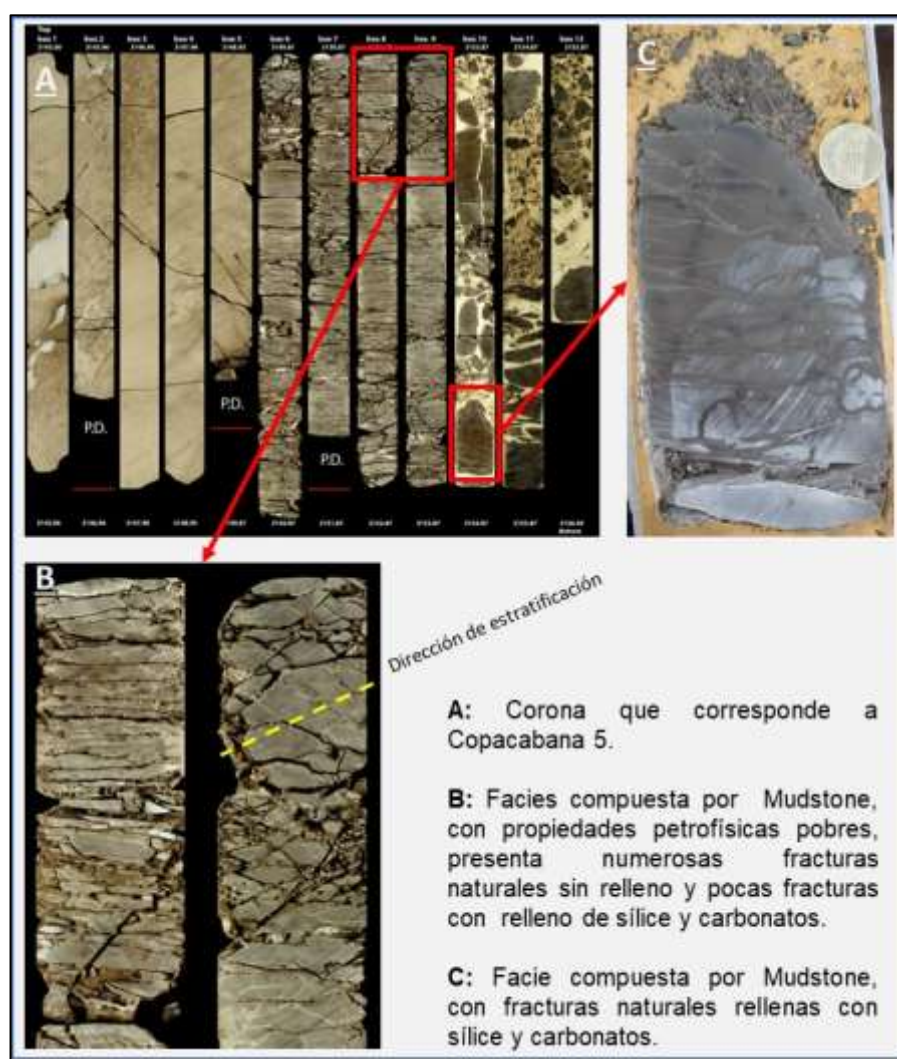 Top
A
C
P.D.
P.D.
P.D.
B
Dirección de estratificación
A: Corona que corresponde a
Copacabana 5.
B: Facies compuesta por Mudstone,
con propiedades petrofísicas pobres,
presenta numerosas fracturas
naturales sin relleno y pocas fracturas
con relleno de sílice y carbonatos.
C: Facie compuesta por Mudstone,
con fracturas naturales rellenas con
sílice y carbonatos.